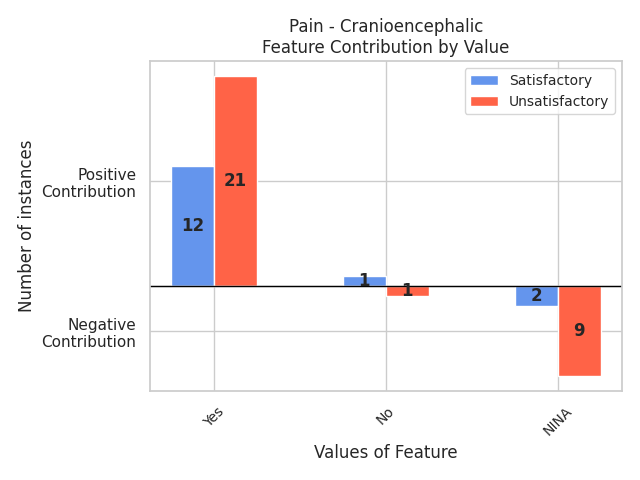 Pain - Cranioencephalic
Feature Contribution by Value
Satisfactory
Unsatisfactory
Number of instances
Positive
Contribution
Negative
Contribution
12
21
1
1
2
9
Yes
No
NINA
Values of Feature